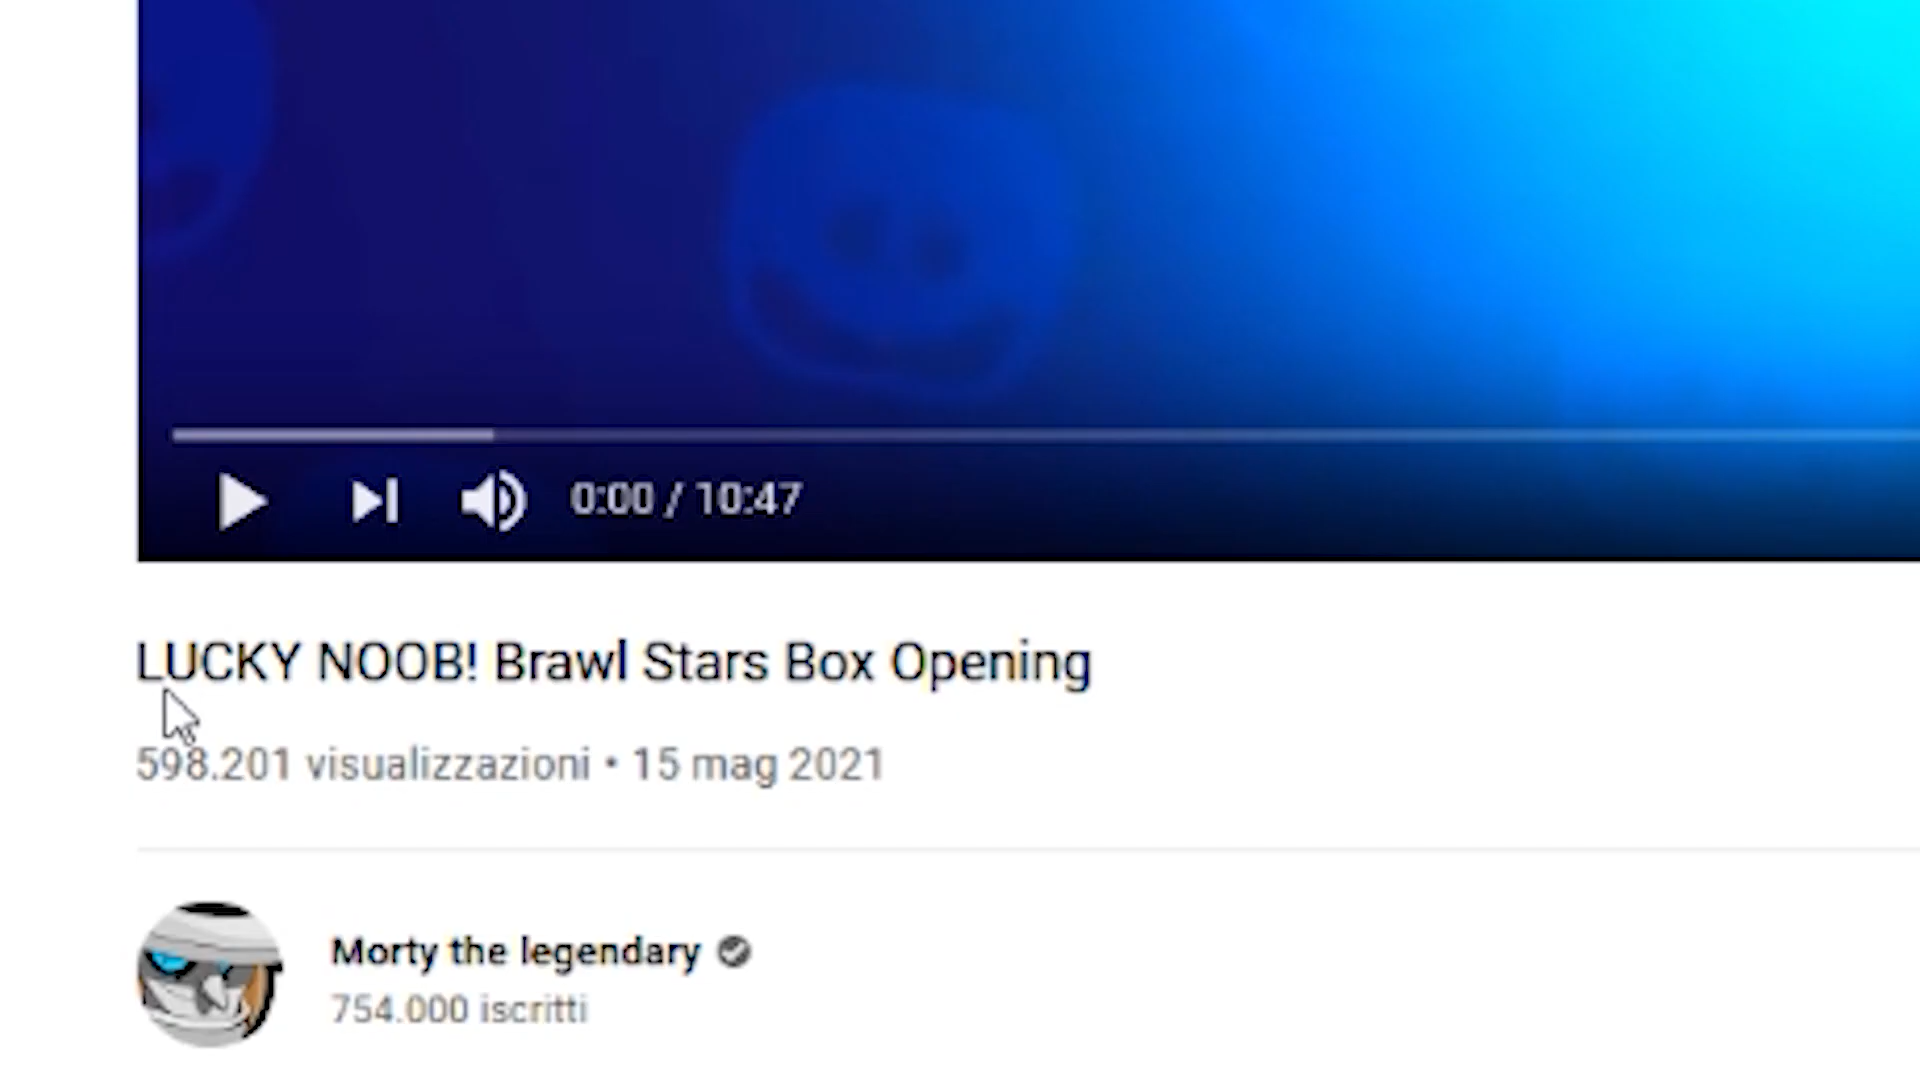 0:00 / 10:47
LUCKY NOOB! Brawl Stars Box Opening
598.201 visualizzazioni • 15 mag 2021
Morty the legendary
754.000 iscritti